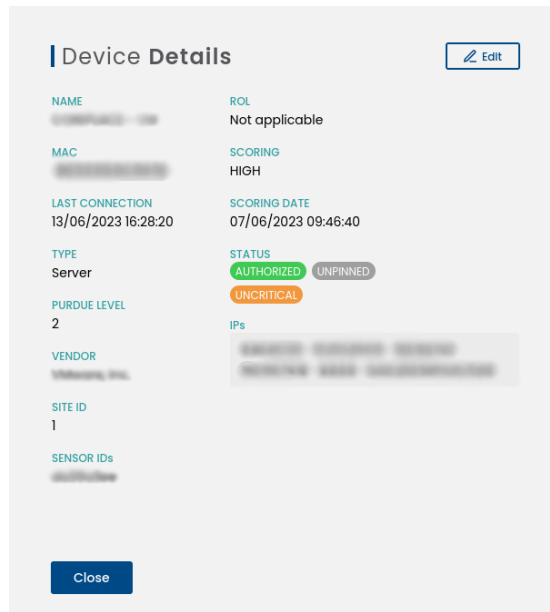 Device Details
Edit
NAME
MAC
LAST CONNECTION
13/06/2023 16:28:20
TYPE
Server
PURDUE LEVEL
2
VENDOR
VMware, Inc.
SITE ID
1
SENSOR IDs
ROL
Not applicable
SCORING
HIGH
SCORING DATE
07/06/2023 09:46:40
STATUS
AUTHORIZED UNPINNED
UNCRITICAL
IPs
Close